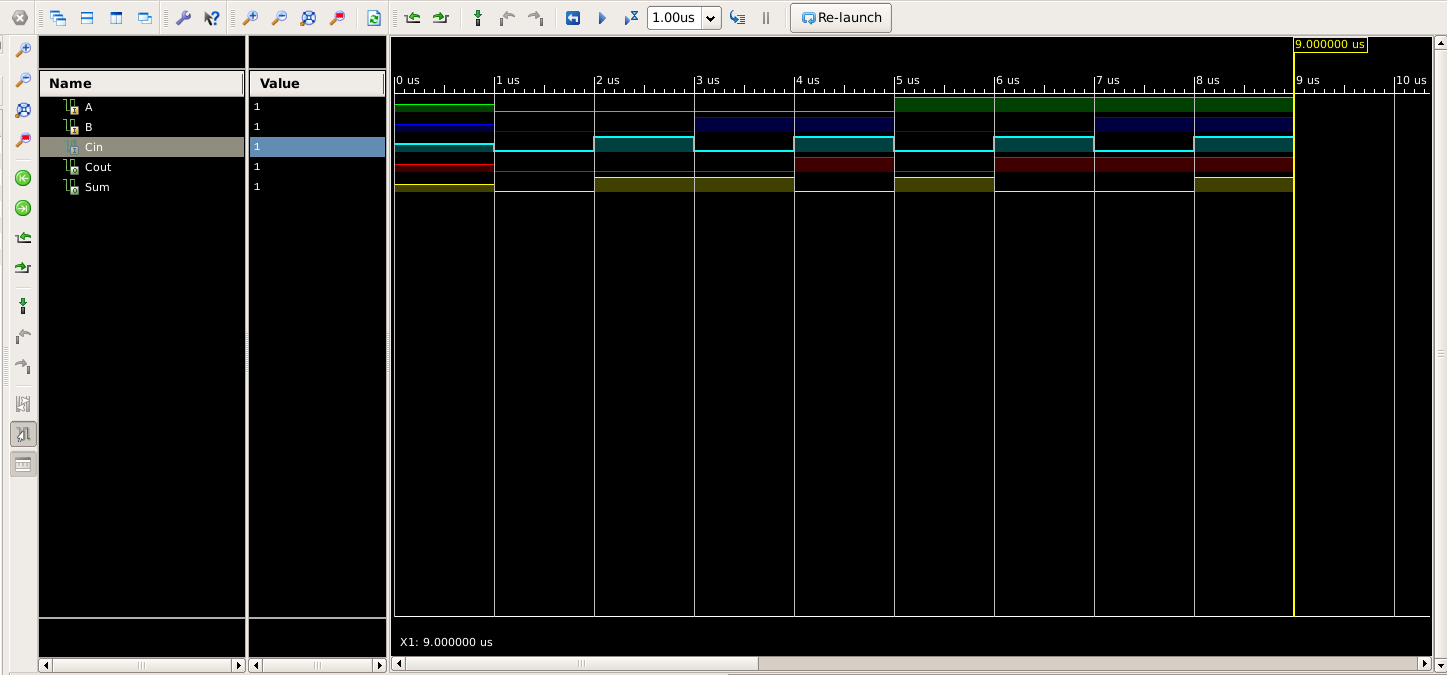 1.00us Re-launch
9.000000 us
Name Value 0 us 1 us 2 us 3 us 4 us 5 us 6 us 7 us 8 us 9 us 10 us
A 1
B 1
Cin 1
Cout 1
Sum 1
X1: 9.000000 us